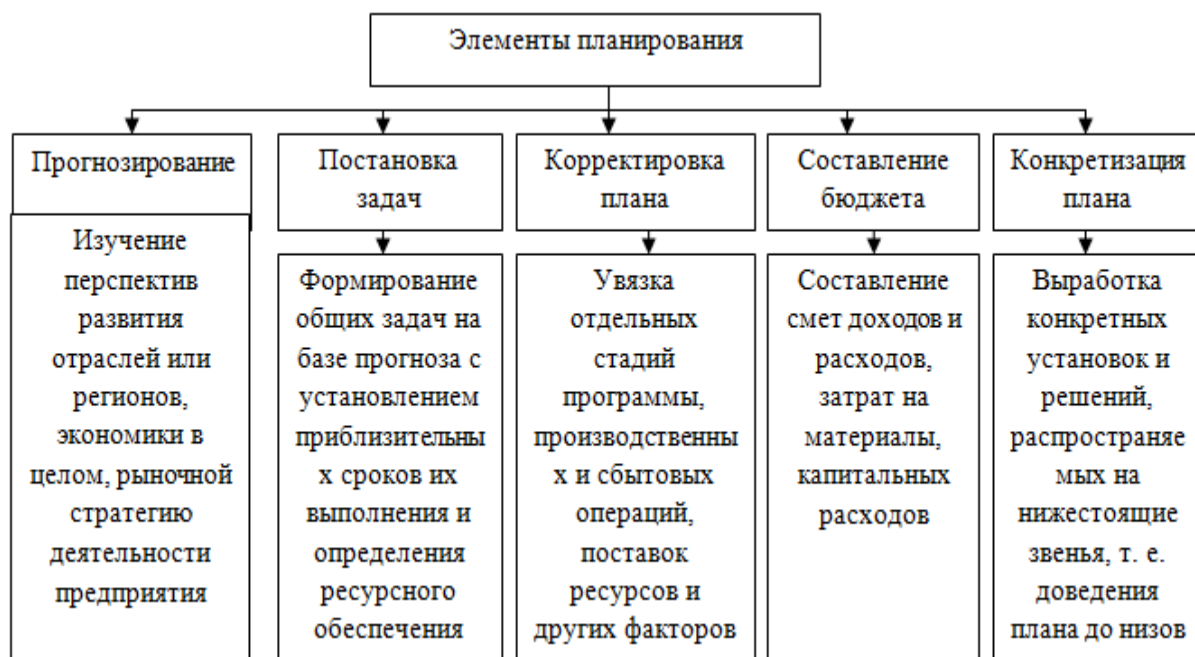 Элементы планирования
Прогнозирование
Изучение
перспектив
развития
отраслей или
регионов,
экономики в
целом, рыночной
стратегию
деятельности
предприятия
Постановка
задач
Формирование
общих задач на
базе прогноза с
установлением
приблизительны
х сроков их
выполнения и
определения
ресурсного
обеспечения
Корректировка
плана
Увязка
отдельных
стадий
программы,
производственны
х и сбытовых
операций,
поставок
ресурсов и
других факторов
Составление
бюджета
Составление
смет доходов и
расходов,
затрат на
материалы,
капитальных
расходов
Конкретизация
плана
Выработка
конкретных
установок и
решений,
распространяе
мых на
нижестоящие
звенья, т. е.
доведения
плана до низов